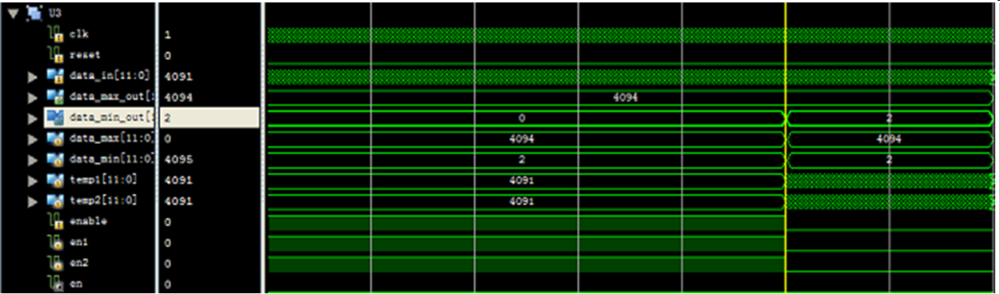 U3
clk 1
reset 0
data_in[11:0] 4091
data_max_out[: 4094 4094
data_min_out[: 2 0 2
data_max[11:0] 0 4094 4094
data_min[11:0] 4095 2 2
temp1[11:0] 4091 4091
temp2[11:0] 4091 4091
enable 0
en1 0
en2 0
en 0